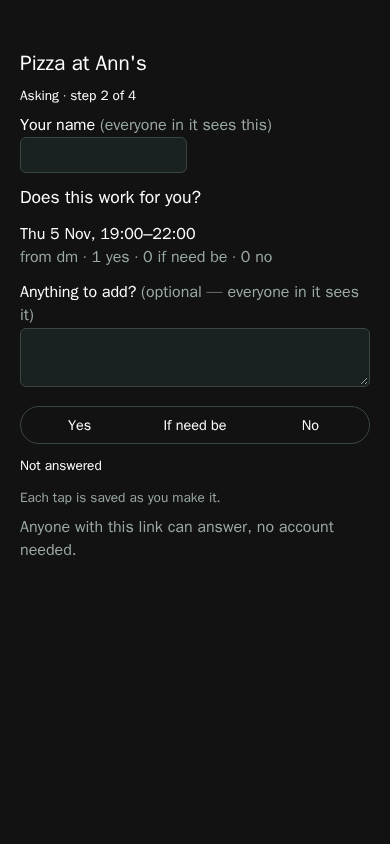 Pizza at Ann's
Asking · step 2 of 4
Your name (everyone in it sees this)
Does this work for you?
Thu 5 Nov, 19:00–22:00
from dm · 1 yes · 0 if need be · 0 no
Anything to add? (optional — everyone in it sees
it)
Yes If need be No
Not answered
Each tap is saved as you make it.
Anyone with this link can answer, no account
needed.